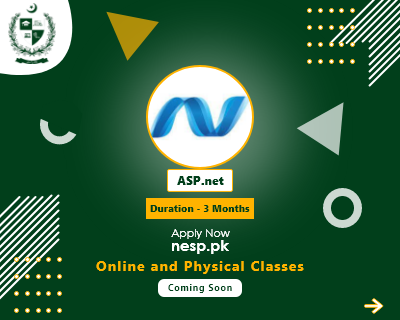 ASP.net
Duration - 3 Months
Apply Now
nesp.pk
Online and Physical Classes
Coming Soon